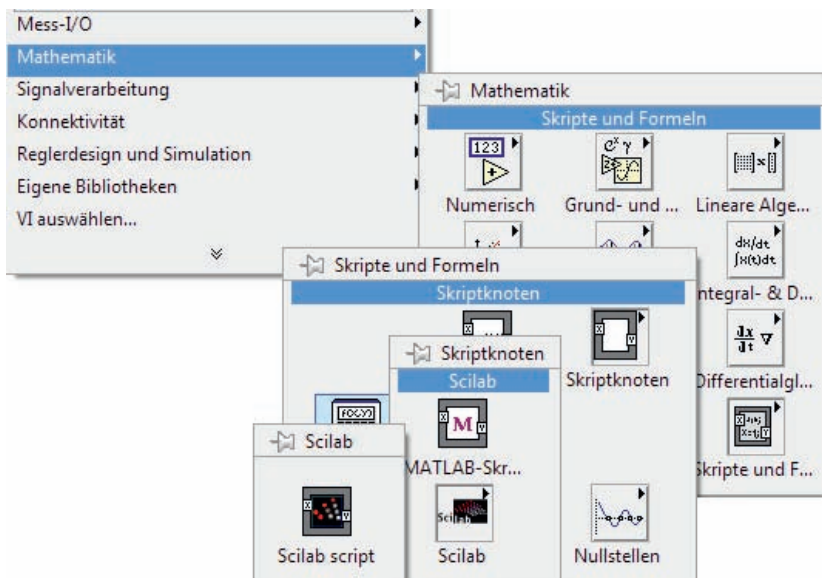 Mess-I/O
Mathematik
Signalverarbeitung
Konnektivität
Reglerdesign und Simulation
Eigene Bibliotheken
VI auswählen...
Mathematik
Skripte und Formeln
123
Numerisch
Grund- und ...
Lineare Alge...
dx/dt
∫x(t)dt
ntegral- & D...
Differentialgl...
Skripte und F...
Skripte und Formeln
Skriptknoten
Skriptknoten
Skriptknoten
Scilab
M
MATLAB-Skr...
Scilab
Scilab
Nullstellen
Scilab
Scilab script